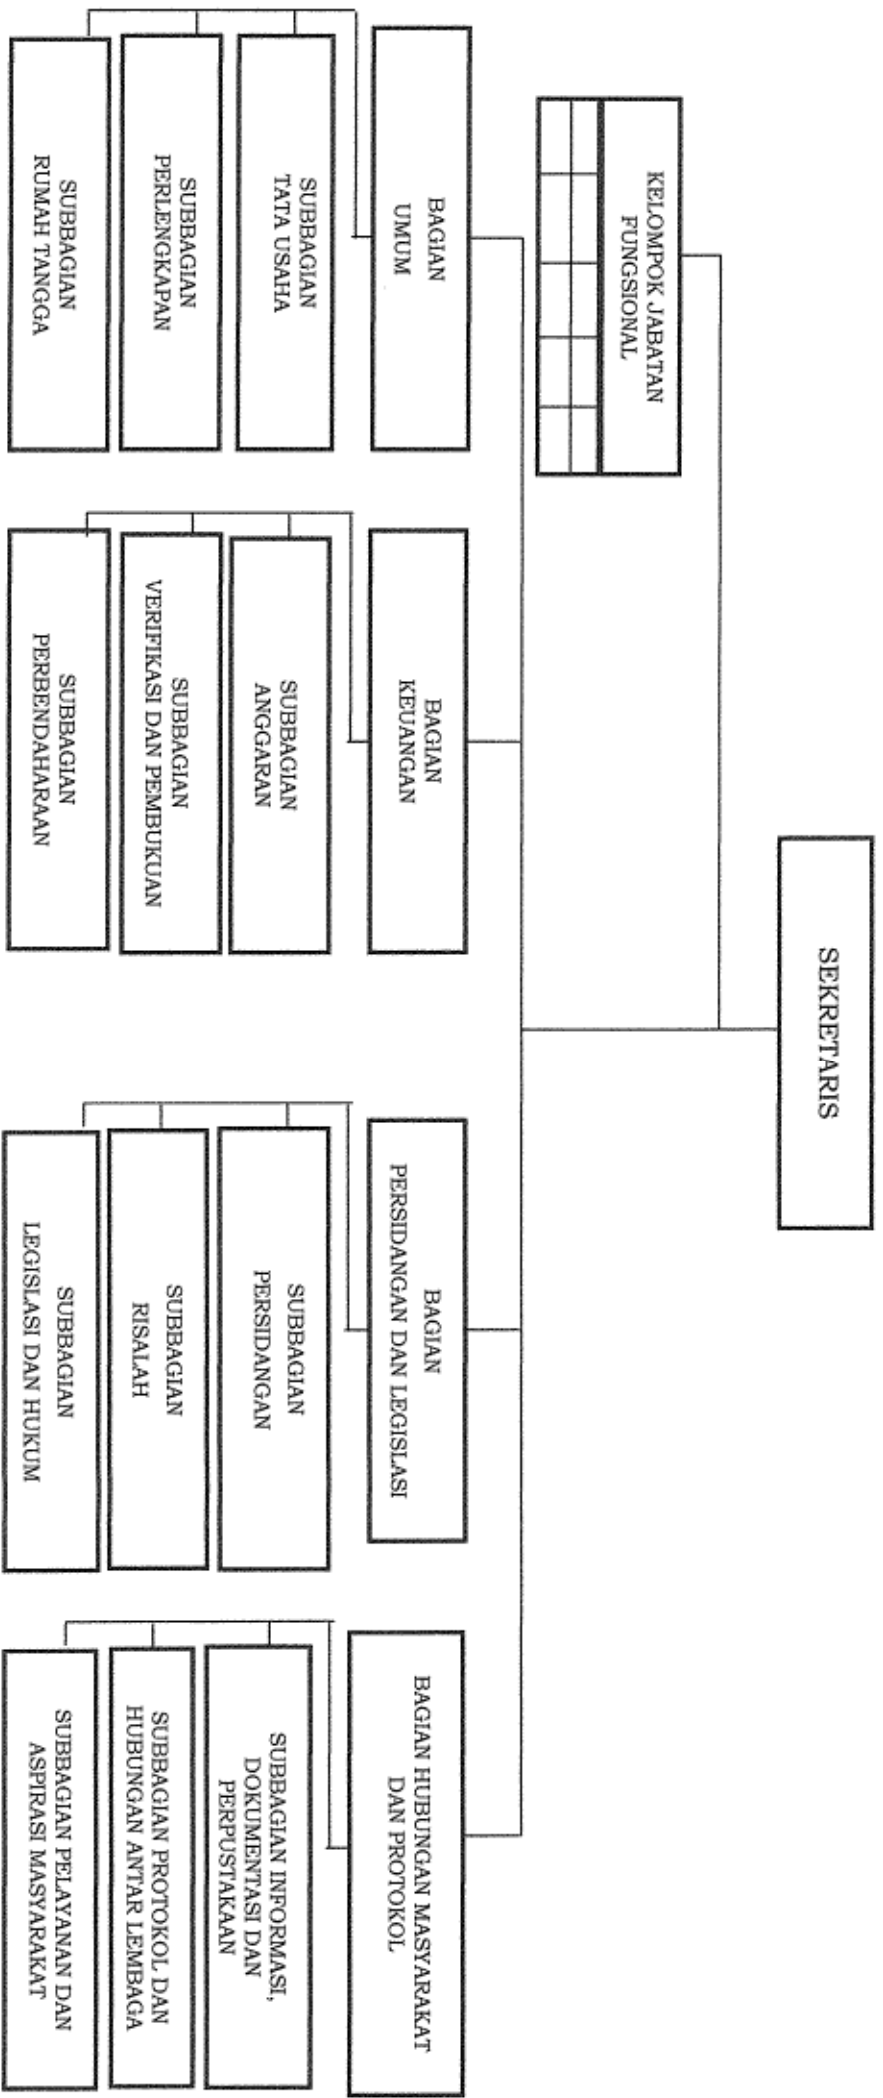 SEKRETARIS
KELOMPOK JABATAN
FUNGSIONAL
BAGIAN
UMUM
SUBBAGIAN
TATA USAHA
SUBBAGIAN
PERLENGKAPAN
SUBBAGIAN
RUMAH TANGGA
BAGIAN
KEUANGAN
SUBBAGIAN
ANGGARAN
SUBBAGIAN
VERIFIKASI DAN PEMBUKUAN
SUBBAGIAN
PERBENDAHARAAN
BAGIAN
PERSIDANGAN DAN LEGISLASI
SUBBAGIAN
PERSIDANGAN
SUBBAGIAN
RISALAH
SUBBAGIAN
LEGISLASI DAN HUKUM
BAGIAN HUBUNGAN MASYARAKAT
DAN PROTOKOL
SUBBAGIAN INFORMASI,
DOKUMENTASI DAN
PERPUSTAKAAN
SUBBAGIAN PROTOKOL DAN
HUBUNGAN ANTAR LEMBAGA
SUBBAGIAN PELAYANAN DAN
ASPIRASI MASYARAKAT